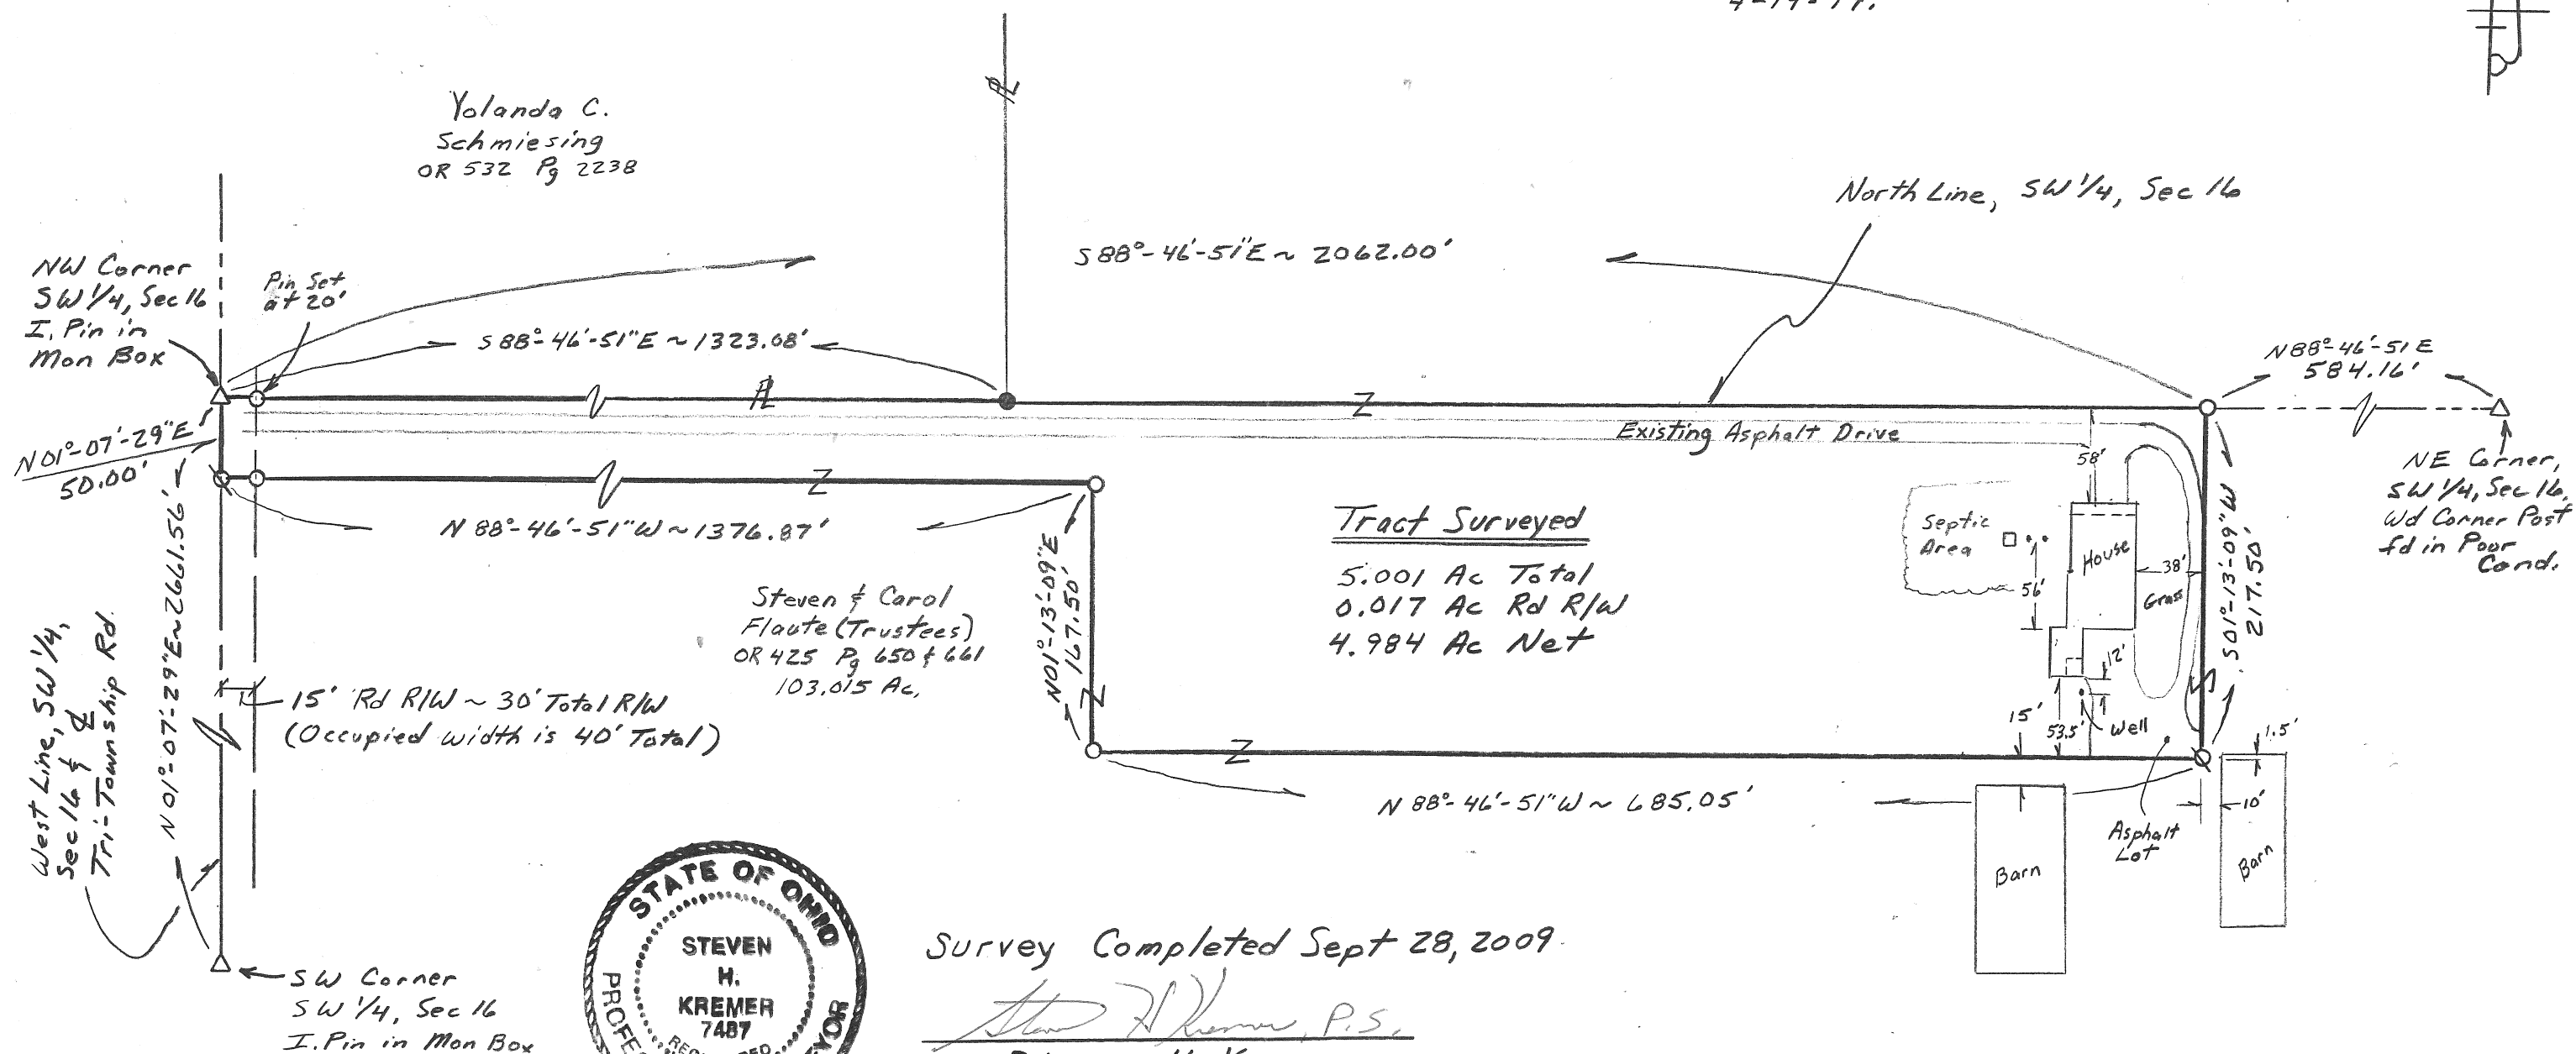 4-14-14.
Yolanda C.
Schmiesing
OR 532 Pg 2238
North Line, SW 1/4, Sec 16
S 88°-46'-51"E ~ 2062.00'
NW Corner
SW 1/4, Sec 16
I. Pin in
Mon Box
Pin Set
at 20'
S 88°-46'-51"E ~ 1323.08'
N 88°-46'-51 E
584.16'
N 01°-07'-29"E
50.00'
Existing Asphalt Drive
NE Corner,
SW 1/4, Sec 16,
Wd Corner Post
fd in Poor
Cond.
N 88°-46'-51"W ~ 1376.87'
Tract Surveyed
5.001 Ac Total
0.017 Ac Rd R/W
4.984 Ac Net
58'
Septic
Area
56'
House
38'
Grass
S 01°-13'-09"W
217.50'
N 01°-13'-09"E
167.50'
Steven & Carol
Flaute (Trustees)
OR 425 Pg 650 & 661
103.015 Ac.
West Line, SW 1/4,
Sec 16 & ℄
Tri-Township Rd.
N 01°-07'-29"E ~ 2661.56'
15' Rd R/W ~ 30' Total R/W
(Occupied width is 40' Total)
12'
15'
53.5'
Well
1.5'
10'
N 88°-46'-51"W ~ 685.05'
Asphalt
Lot
Barn
Barn
STATE OF OHIO
STEVEN
H.
KREMER
7487
Survey Completed Sept 28, 2009
Steven H Kremer, P.S.
SW Corner
SW 1/4, Sec 16
I. Pin in Mon Box